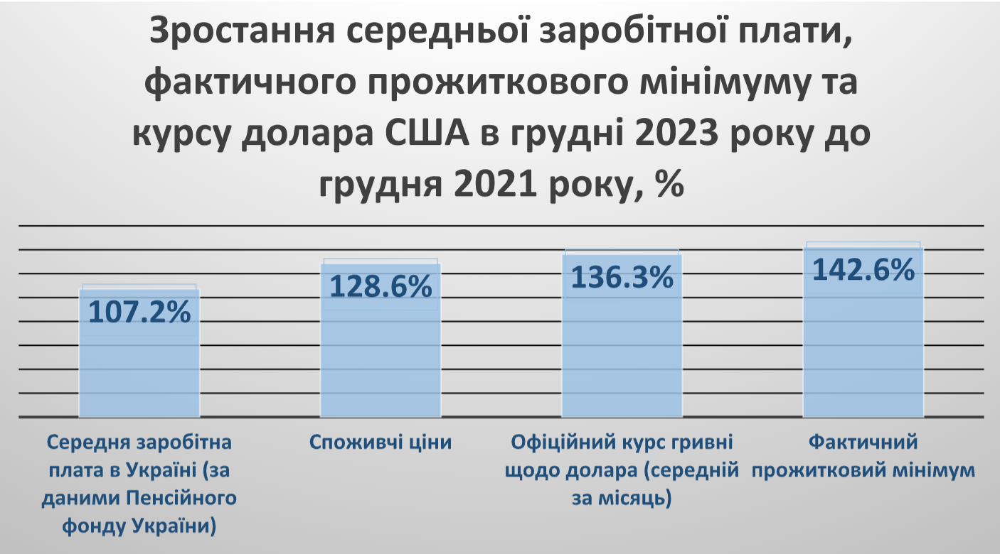 Зростання середньої заробітної плати,
фактичного прожиткового мінімуму та
курсу долара США в грудні 2023 року до
грудня 2021 року, %
107.2%
128.6%
136.3%
142.6%
Середня заробітна
плата в Україні (за
даними Пенсійного
фонду України)
Споживчі ціни
Офіційний курс гривні
щодо долара (середній
за місяць)
Фактичний
прожитковий мінімум